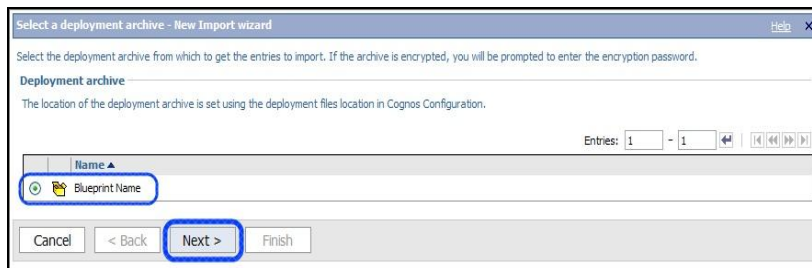 Select a deployment archive - New Import wizard Help X
Select the deployment archive from which to get the entries to import. If the archive is encrypted, you will be prompted to enter the encryption password.
Deployment archive
The location of the deployment archive is set using the deployment files location in Cognos Configuration.
Entries: 1 - 1
Name
Blueprint Name
Cancel < Back Next > Finish